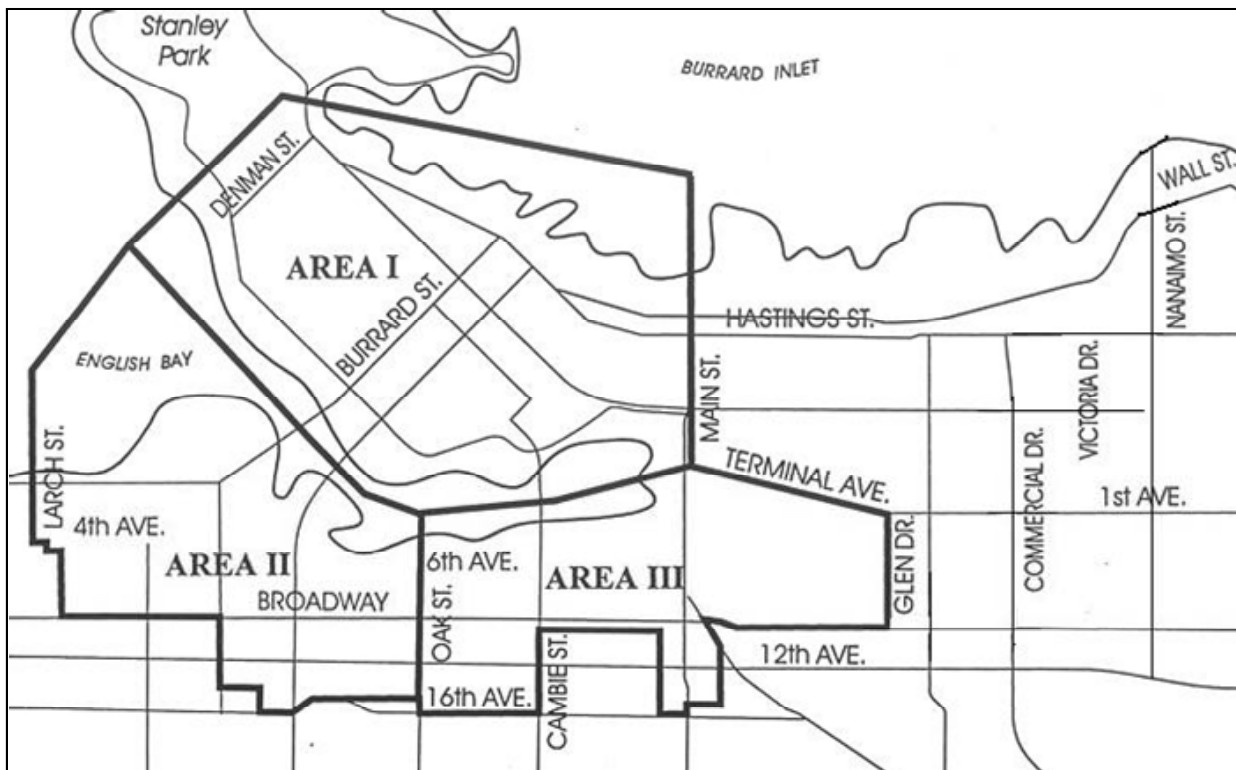 Stanley
Park
BURRARD INLET
DENMAN ST.
WALL ST.
NANAIMO ST.
AREA I
BURRARD ST.
HASTINGS ST.
ENGLISH BAY
MAIN ST.
VICTORIA DR.
LARCH ST.
TERMINAL AVE.
COMMERCIAL DR.
1st AVE.
4th AVE.
GLEN DR.
AREA II
6th AVE.
AREA III
BROADWAY
OAK ST.
CAMBIE ST.
12th AVE.
16th AVE.